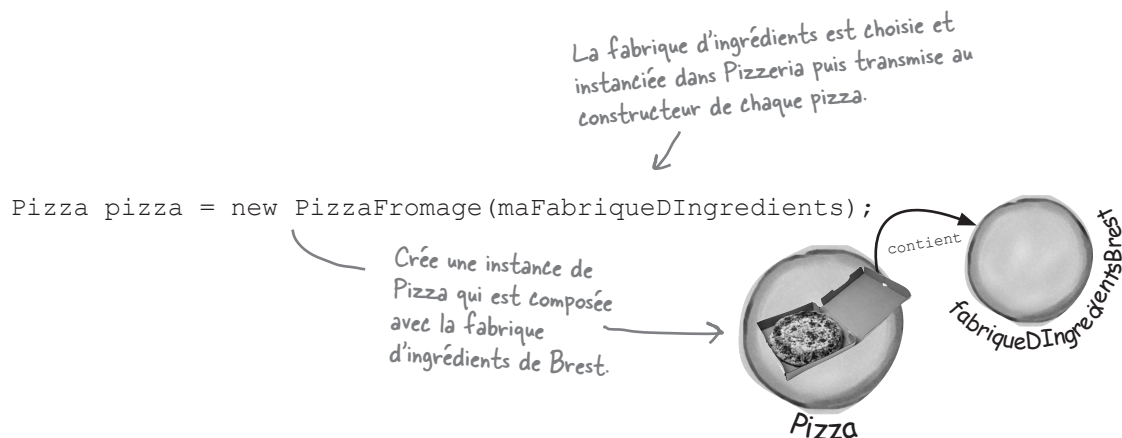 La fabrique d'ingrédients est choisie et
instanciée dans Pizzeria puis transmise au
constructeur de chaque pizza.
Pizza pizza = new PizzaFromage(maFabriqueDIngredients);
contient
fabriqueDIngredientsBrest
Crée une instance de
Pizza qui est composée
avec la fabrique
d'ingrédients de Brest.
Pizza